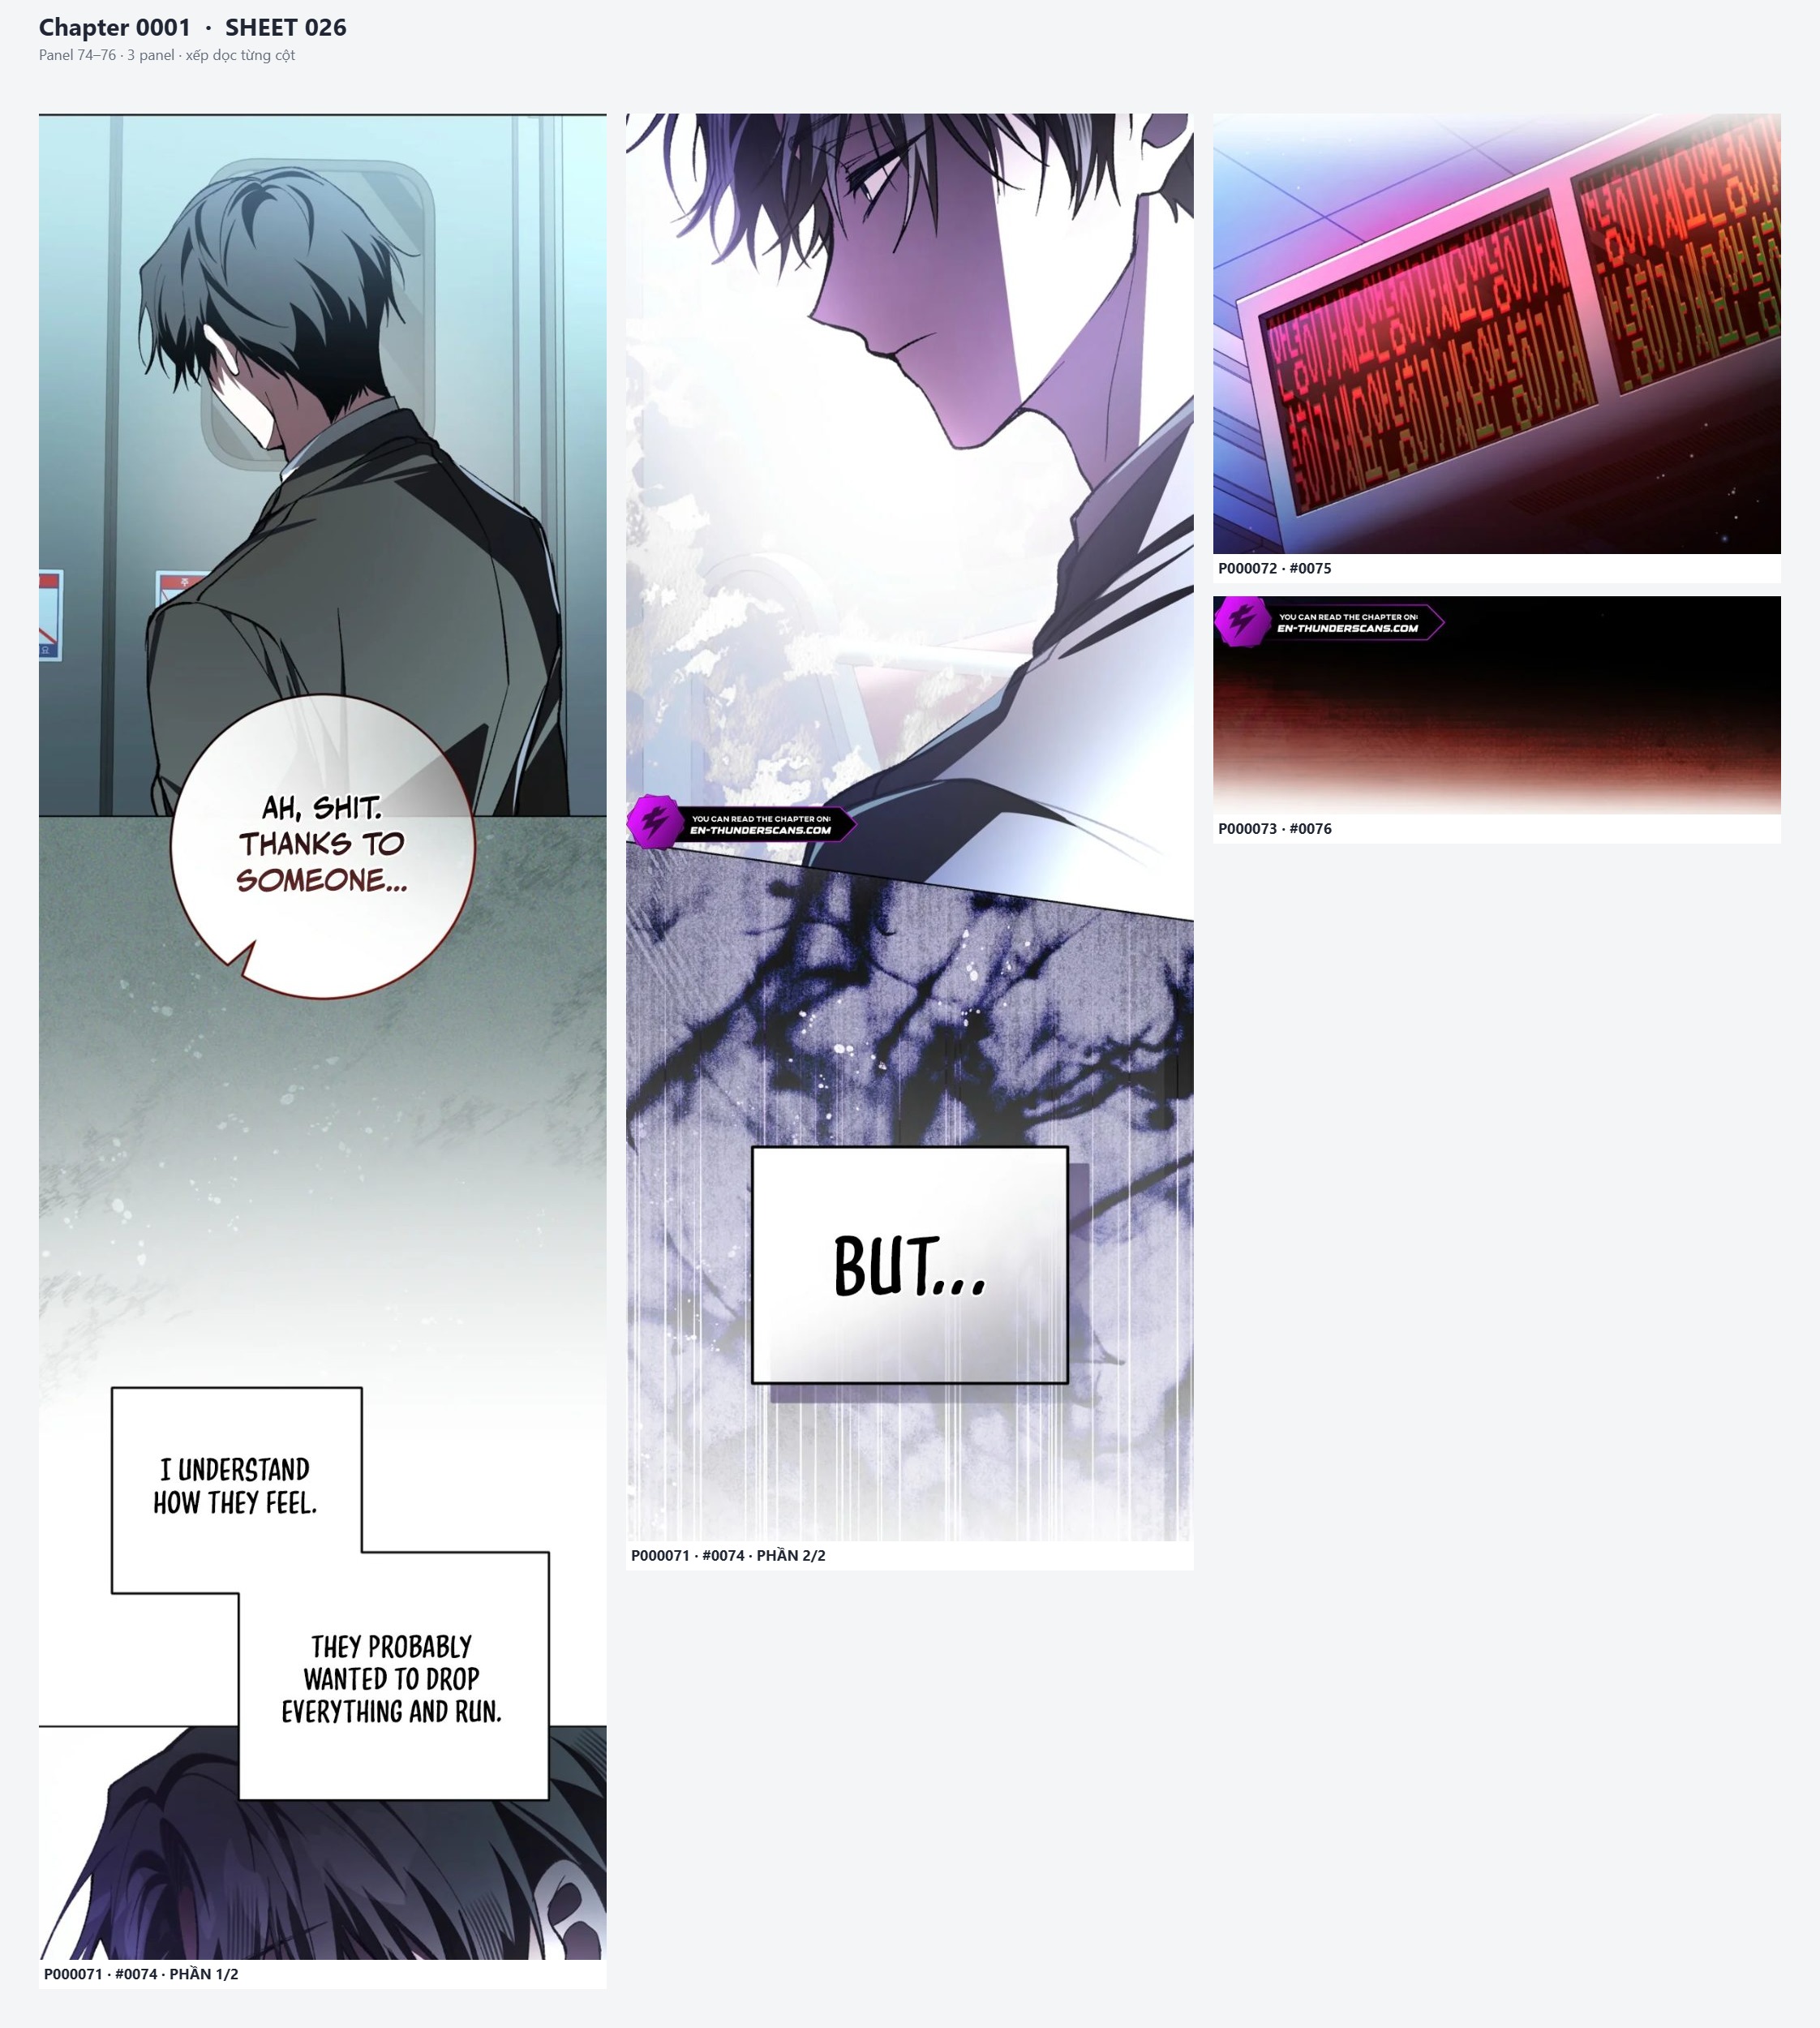 Chapter 0001 · SHEET 026
Panel 74–76 · 3 panel · xếp dọc từng cột
주
요
AH, SHIT.
THANKS TO
SOMEONE...
I UNDERSTAND
HOW THEY FEEL.
THEY PROBABLY
WANTED TO DROP
EVERYTHING AND RUN.
P000071 · #0074 · PHẦN 1/2
YOU CAN READ THE CHAPTER ON:
EN-THUNDERSCANS.COM
BUT...
P000071 · #0074 · PHẦN 2/2
P000072 · #0075
YOU CAN READ THE CHAPTER ON:
EN-THUNDERSCANS.COM
P000073 · #0076